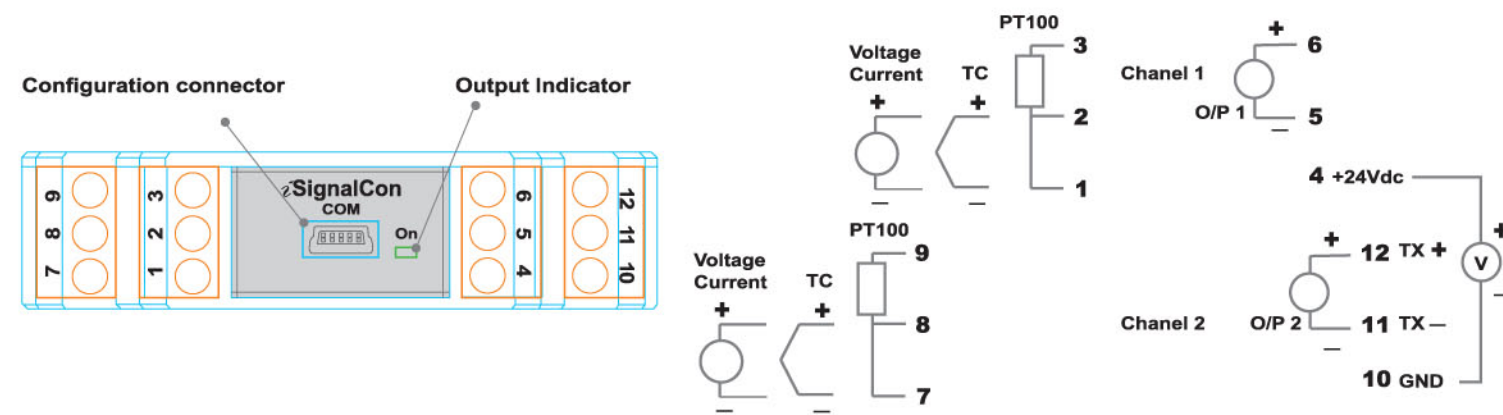 Configuration connector
Output Indicator
9
8
7
3
2
1
SignalCon
COM
On
6
5
4
12
11
10
PT100
Voltage
Current
TC
+
+
3
2
1
—
—
PT100
Voltage
Current
TC
+
+
9
8
7
—
—
Chanel 1
+
6
O/P 1
5
—
4 +24Vdc
+
V
—
+
12 TX +
Chanel 2
O/P 2
11 TX —
—
10 GND